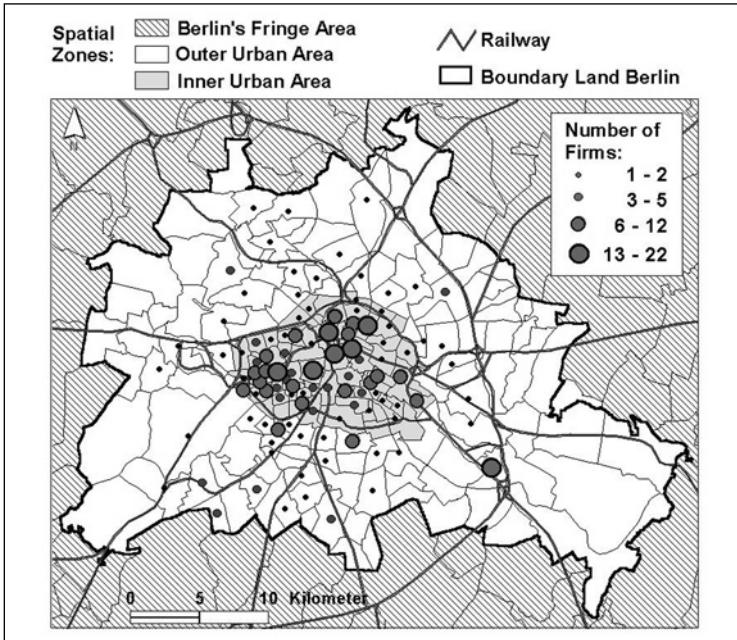 Spatial Zones:
Berlin's Fringe Area
Outer Urban Area
Inner Urban Area
Railway
Boundary Land Berlin
N
Number of
Firms:
1 - 2
3 - 5
6 - 12
13 - 22
0 5 10 Kilometer